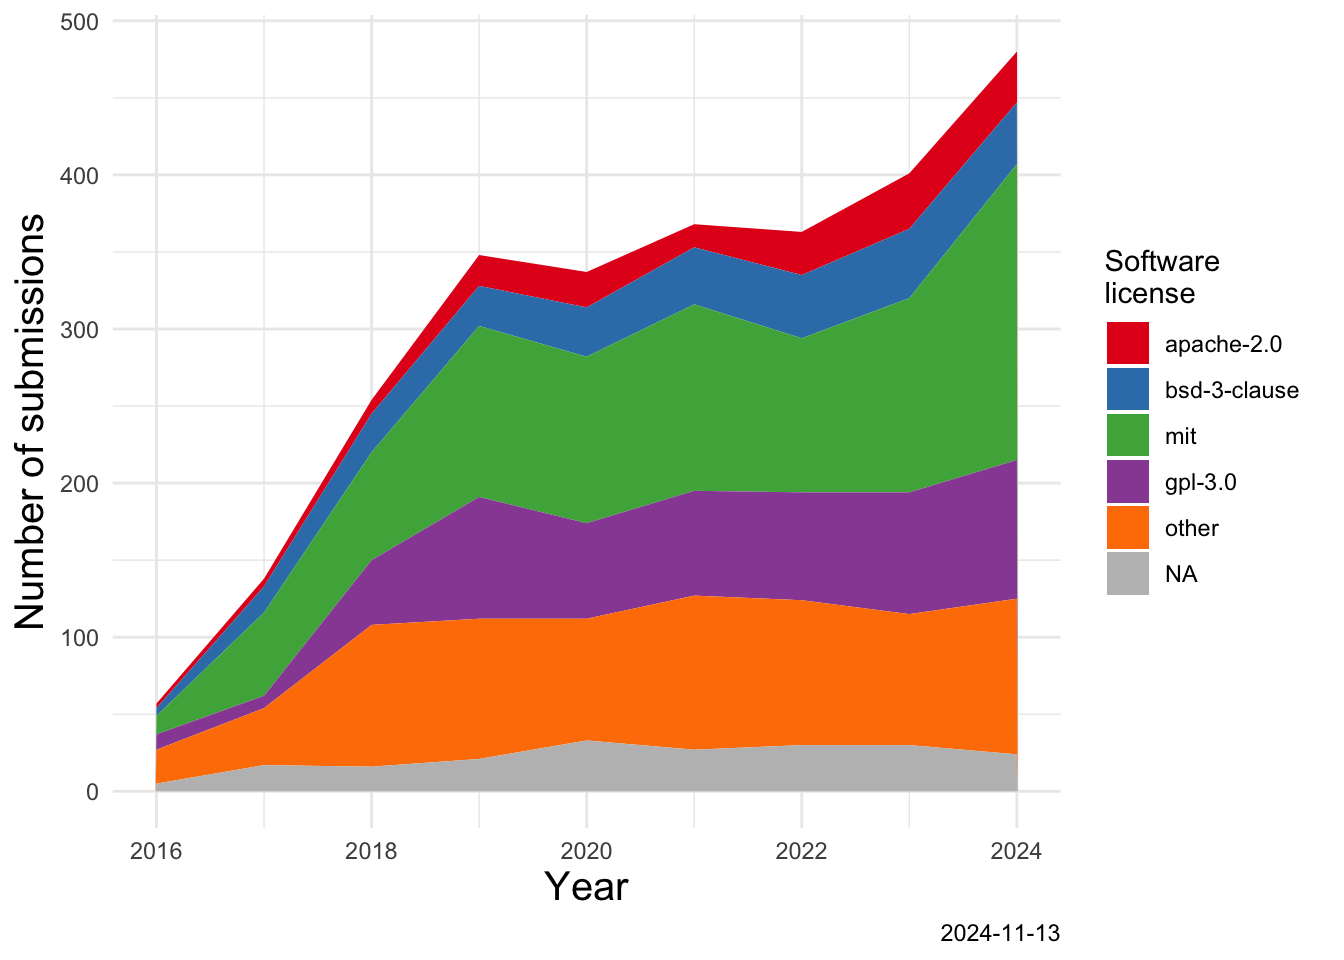 500
400
300
200
100
0
Number of submissions
2016
2018
2020
2022
2024
Year
Software
license
apache-2.0
bsd-3-clause
mit
gpl-3.0
other
NA
2024-11-13